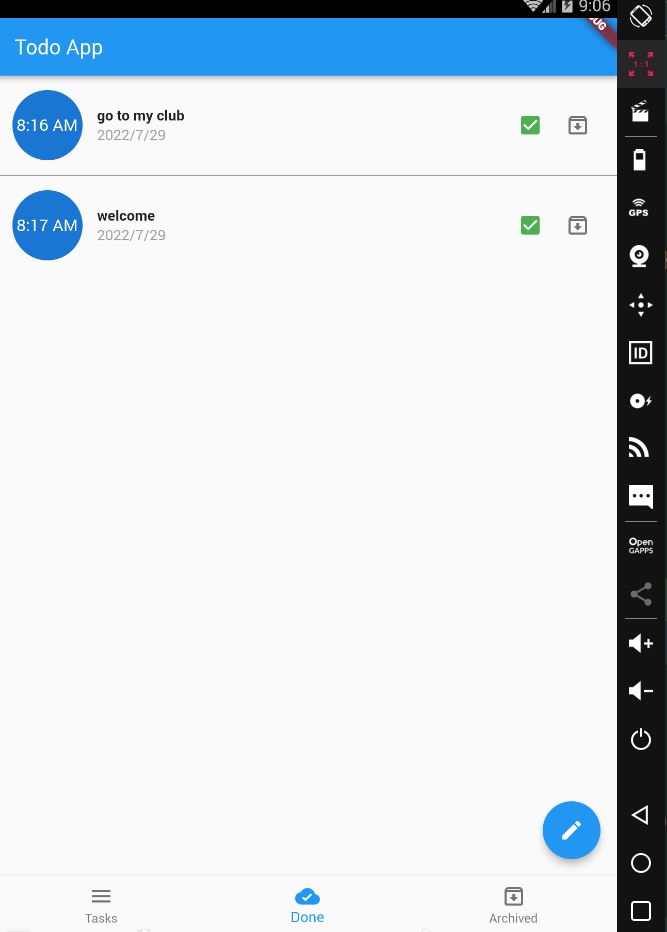 9:06
Todo App
8:16 AM
go to my club
2022/7/29
8:17 AM
welcome
2022/7/29
Tasks
Done
Archived
1 : 1
GPS
ID
Open
GAPPS